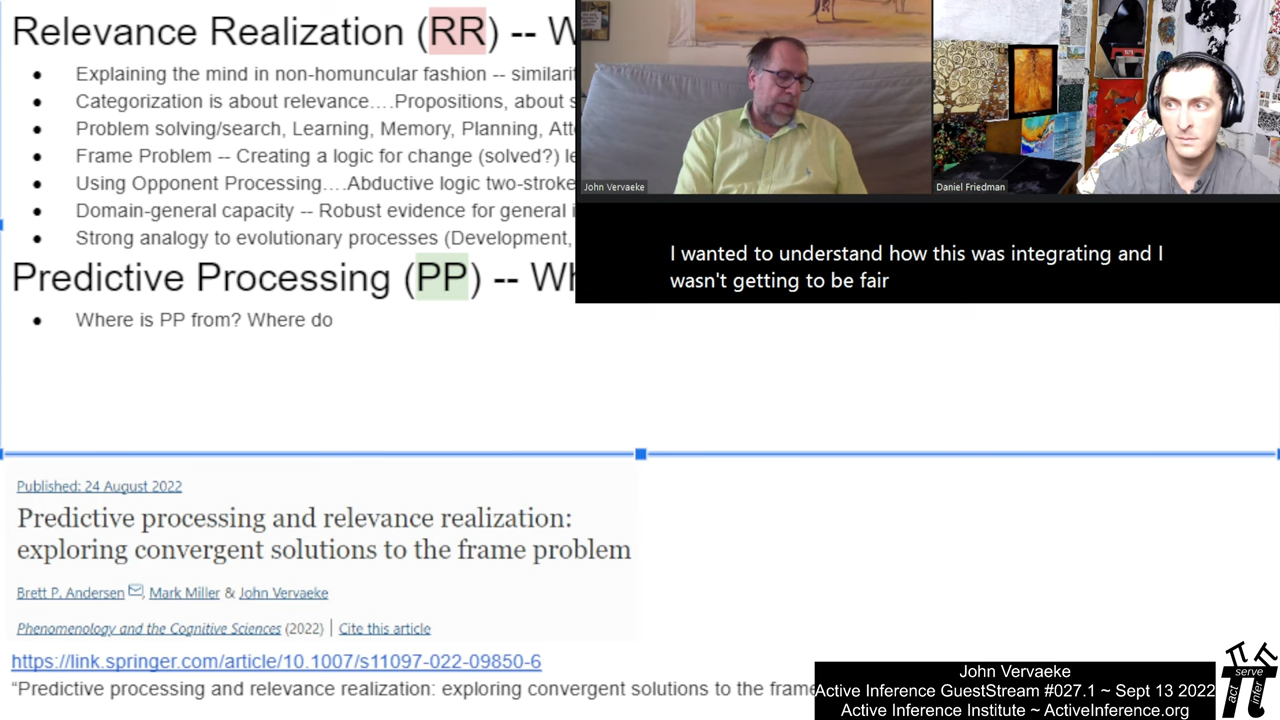 Relevance Realization (RR) -- W
● Explaining the mind in non-homuncular fashion -- similarit
● Categorization is about relevance….Propositions, about s
● Problem solving/search, Learning, Memory, Planning, Att
● Frame Problem -- Creating a logic for change (solved?) le
● Using Opponent Processing….Abductive logic two-stroke
● Domain-general capacity -- Robust evidence for general i
● Strong analogy to evolutionary processes (Development,
Predictive Processing (PP) -- Wh
● Where is PP from? Where do
John Vervaeke
Daniel Friedman
I wanted to understand how this was integrating and I
wasn't getting to be fair
Published: 24 August 2022
Predictive processing and relevance realization:
exploring convergent solutions to the frame problem
Brett P. Andersen, Mark Miller & John Vervaeke
Phenomenology and the Cognitive Sciences (2022) | Cite this article
https://link.springer.com/article/10.1007/s11097-022-09850-6
“Predictive processing and relevance realization: exploring convergent solutions to the frame
John Vervaeke
Active Inference GuestStream #027.1 ~ Sept 13 2022
Active Inference Institute ~ ActiveInference.org
π π
serve
act infer